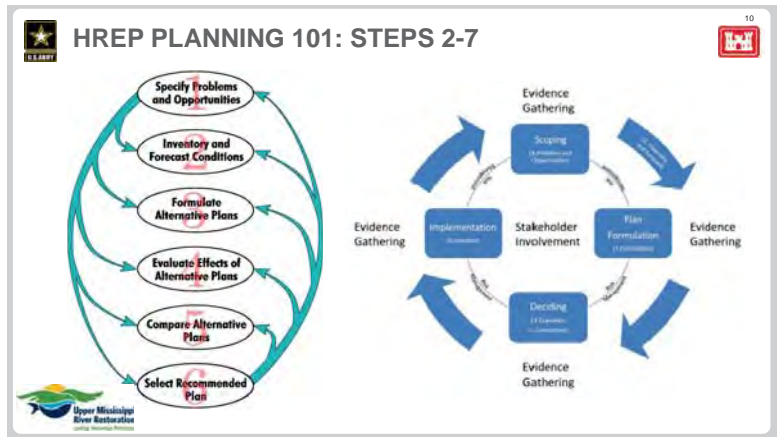 10
HREP PLANNING 101: STEPS 2-7
U.S.ARMY
1
Specify Problems
and Opportunities
2
Inventory and
Forecast Conditions
3
Formulate
Alternative Plans
4
Evaluate Effects of
Alternative Plans
5
Compare Alternative
Plans
6
Select Recommended
Plan
Evidence
Gathering
Scoping
Evidence
Gathering
Implementation
Stakeholder
Involvement
Plan
Formulation
Evidence
Gathering
Deciding
Evidence
Gathering
Upper Mississippi
River Restoration